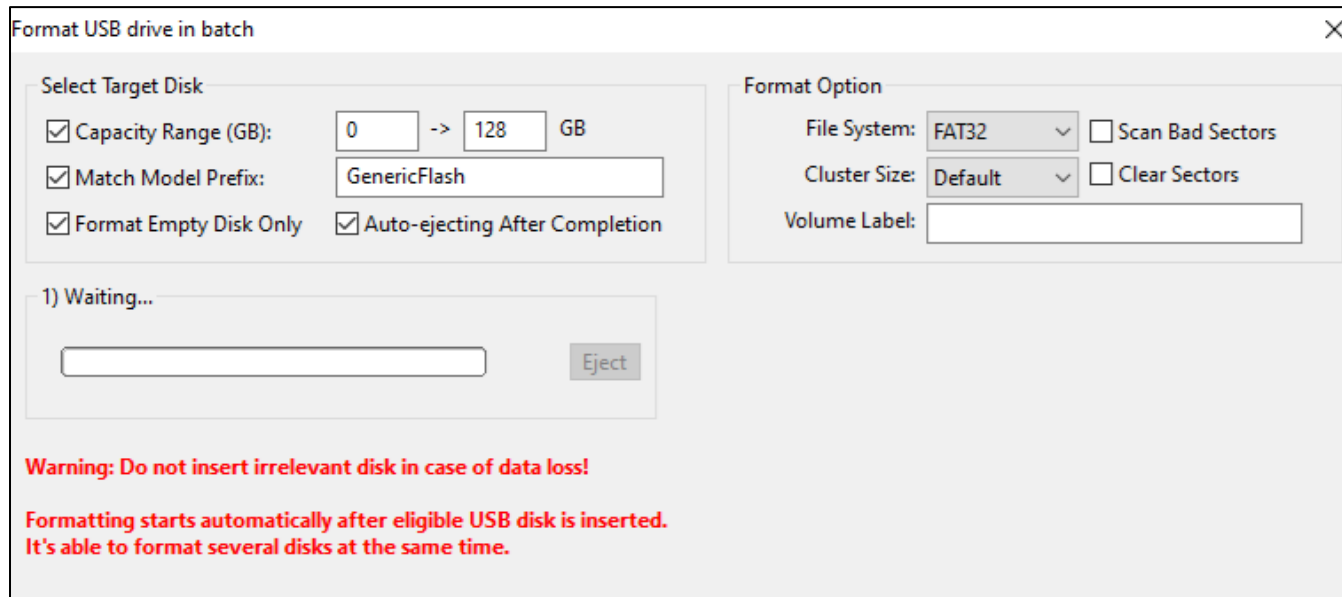 Format USB drive in batch
Select Target Disk
Capacity Range (GB): 0 -> 128 GB
Match Model Prefix: GenericFlash
Format Empty Disk Only Auto-ejecting After Completion
Format Option
File System: FAT32 Scan Bad Sectors
Cluster Size: Default Clear Sectors
Volume Label:
1) Waiting...
Eject
Warning: Do not insert irrelevant disk in case of data loss!
Formatting starts automatically after eligible USB disk is inserted.
It's able to format several disks at the same time.